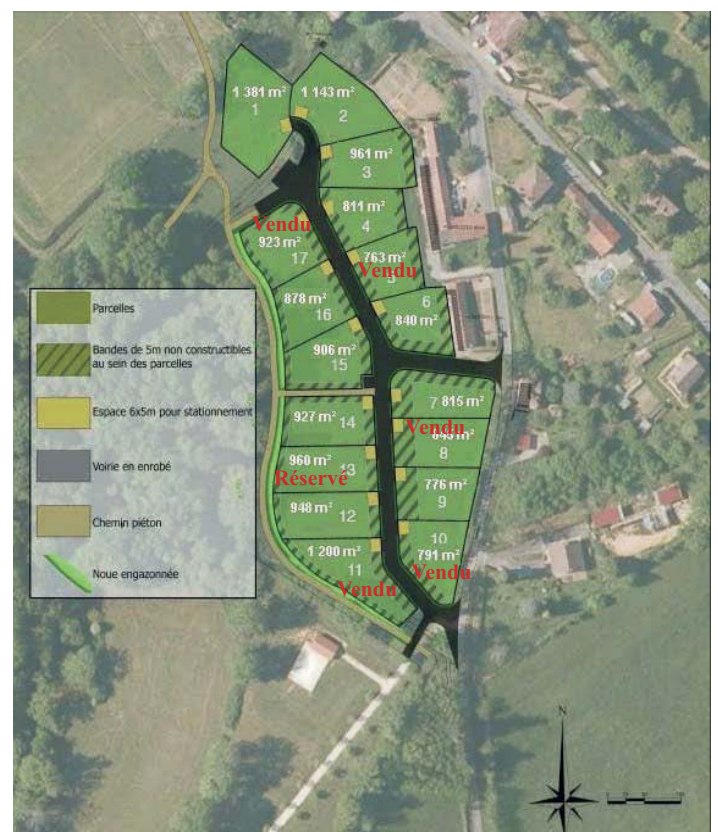 1 381 m²
1
1 143 m²
2
961 m²
3
811 m²
4
Vendu
923 m²
17
763 m²
Vendu
5
878 m²
16
6
840 m²
906 m²
15
7 815 m²
927 m²
14
Vendu
845 m²
8
960 m²
13
Réservé
776 m²
9
948 m²
12
10
791 m²
Vendu
1 200 m²
11
Vendu
Parcelles
Bandes de 5m non constructibles
au sein des parcelles
Espace 6x5m pour stationnement
Voirie en enrobé
Chemin piéton
Noue engazonnée
N